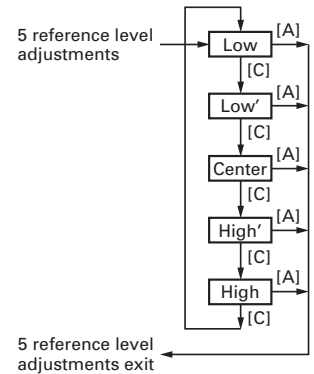 5 reference level
adjustments
Low
[A]
[C]
Low’
[A]
[C]
Center
[A]
[C]
High’
[A]
[C]
High
[A]
[C]
5 reference level
adjustments exit